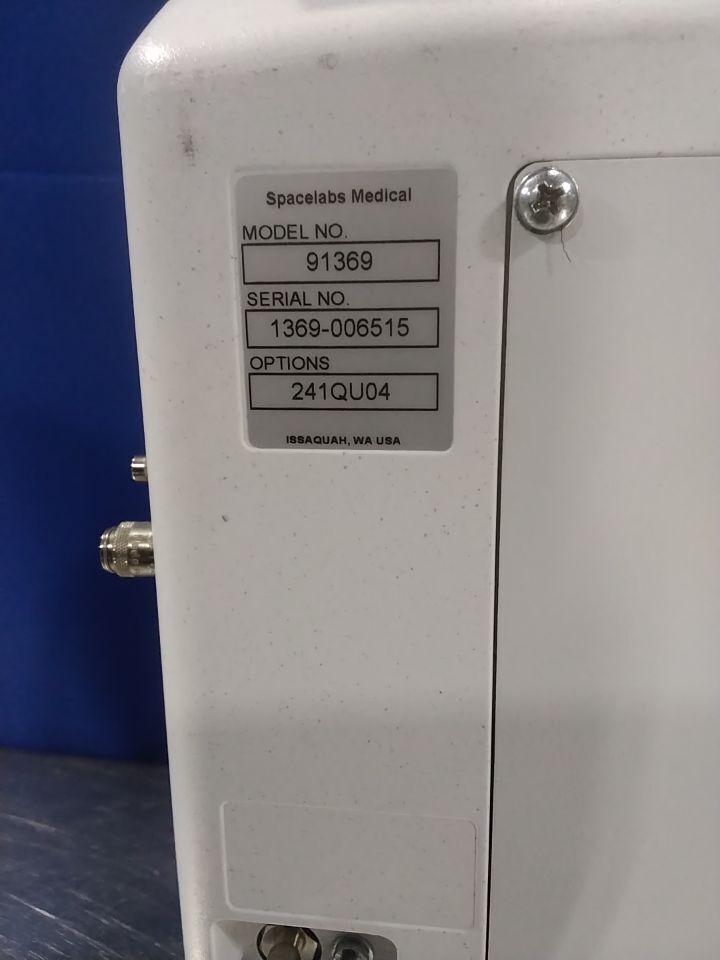 Spacelabs Medical
MODEL NO.
91369
SERIAL NO.
1369-006515
OPTIONS
241QU04
ISSAQUAH, WA USA